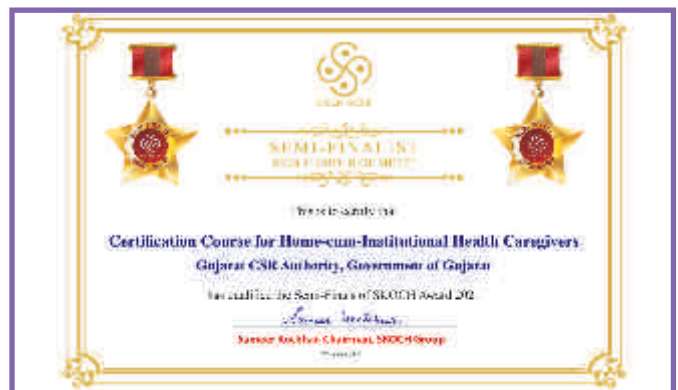 SEMI-FINALIST
This is to certify that
Certification Course for Home-cum-Institutional Health Caregivers
Gujarat CSR Authority, Government of Gujarat
has qualified the Semi-Finals of SKOCH Award 202
Sameer Kochhar, Chairman, SKOCH Group